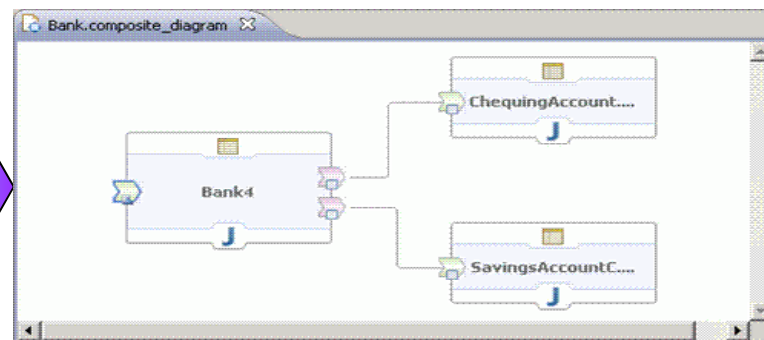 Bank.composite_diagram
ChequingAccount....
J
Bank4
J
SavingsAccountC....
J